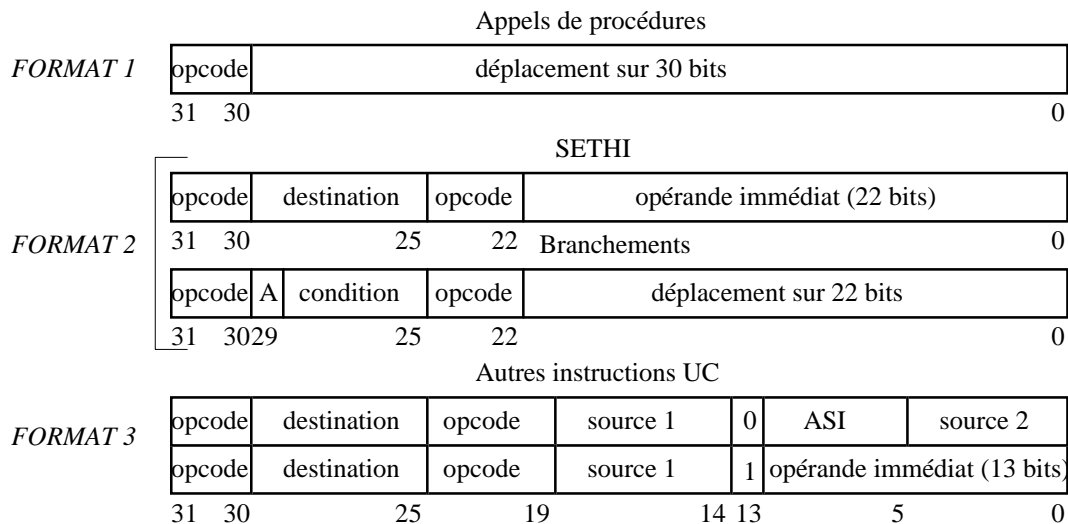 Appels de procédures
FORMAT 1 opcode déplacement sur 30 bits
31 30 0
SETHI
opcode destination opcode opérande immédiat (22 bits)
FORMAT 2 31 30 25 22 Branchements 0
opcode A condition opcode déplacement sur 22 bits
31 30 29 25 22 0
Autres instructions UC
FORMAT 3 opcode destination opcode source 1 0 ASI source 2
opcode destination opcode source 1 1 opérande immédiat (13 bits)
31 30 25 19 14 13 5 0